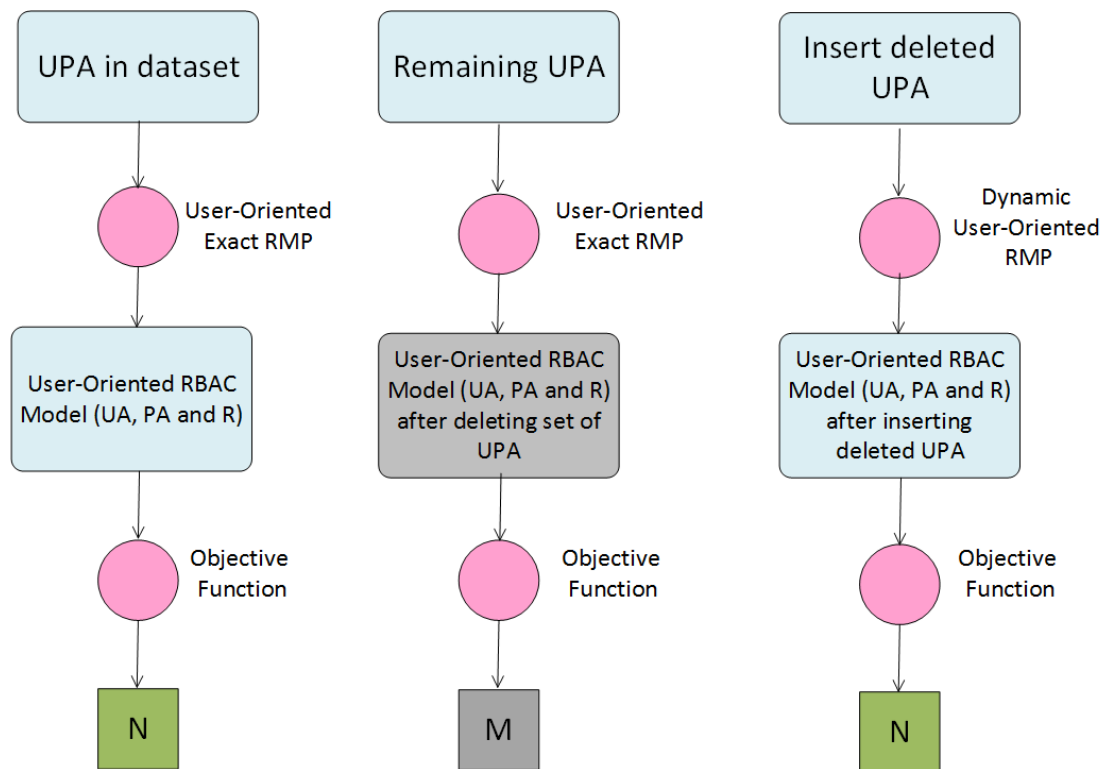 UPA in dataset
User-Oriented
Exact RMP
User-Oriented RBAC
Model (UA, PA and R)
Objective
Function
N
Remaining UPA
User-Oriented
Exact RMP
User-Oriented RBAC
Model (UA, PA and R)
after deleting set of
UPA
Objective
Function
M
Insert deleted
UPA
Dynamic
User-Oriented
RMP
User-Oriented RBAC
Model (UA, PA and R)
after inserting
deleted UPA
Objective
Function
N